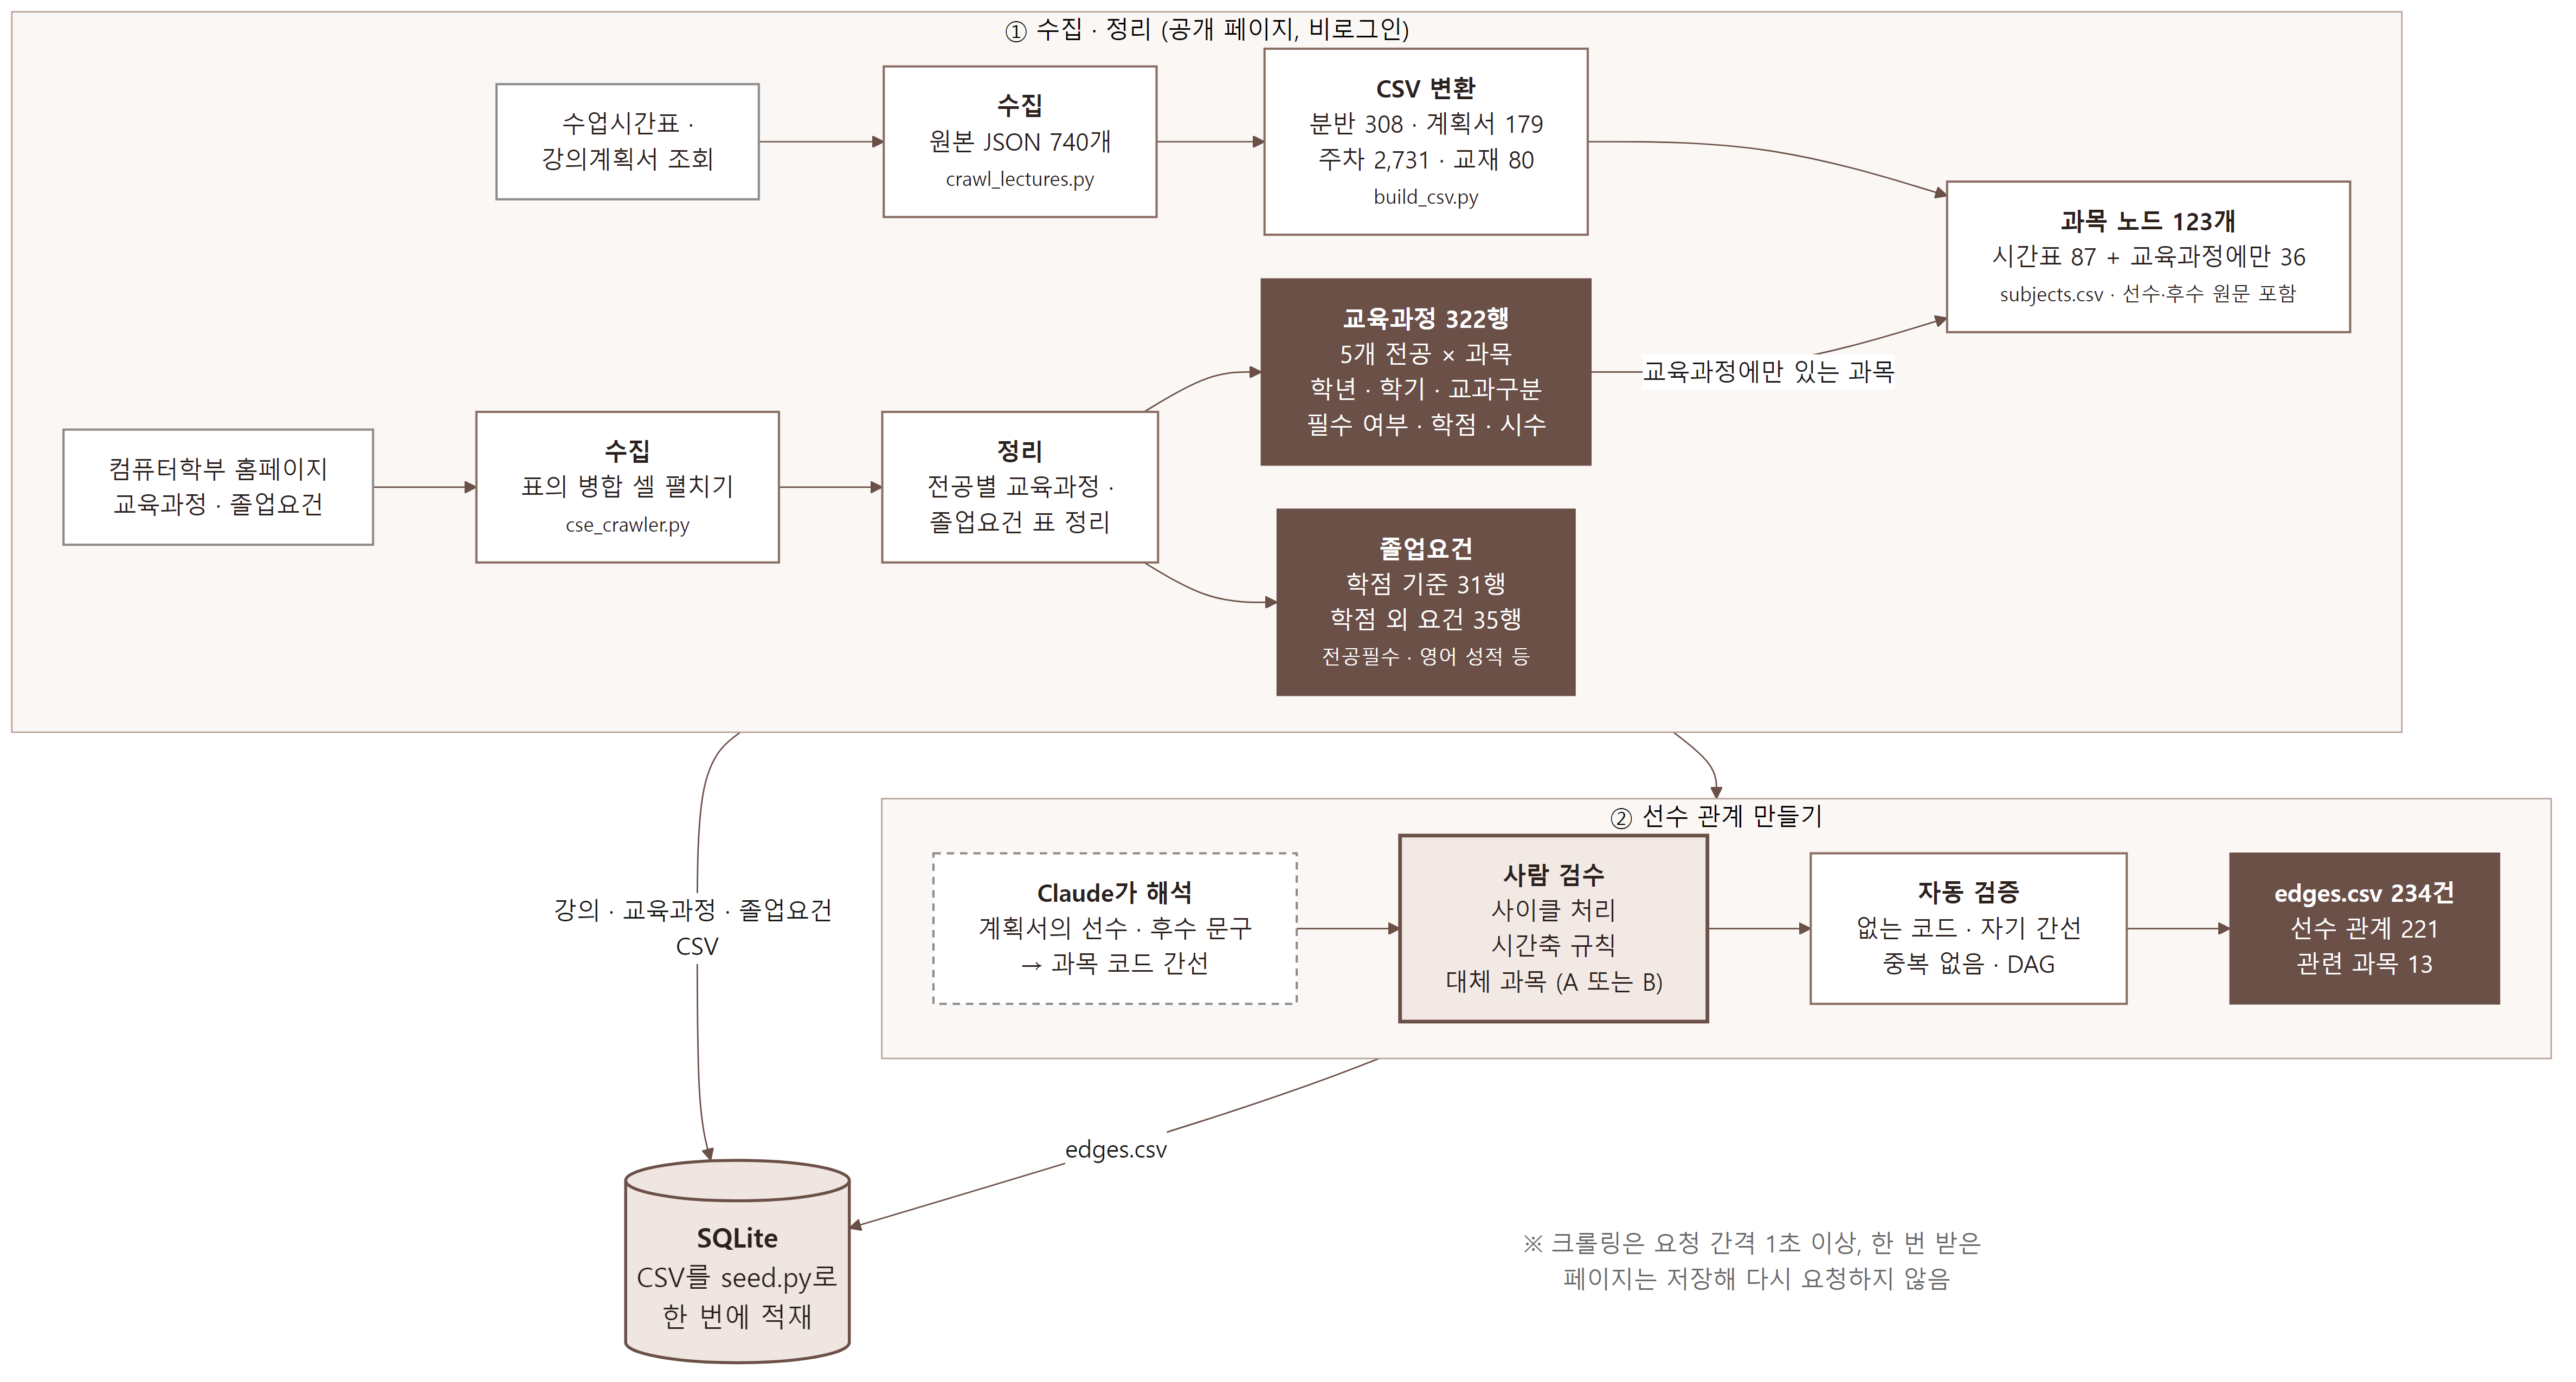 ① 수집 · 정리 (공개 페이지, 비로그인)
수업시간표 ·
강의계획서 조회
수집
원본 JSON 740개
crawl_lectures.py
CSV 변환
분반 308 · 계획서 179
주차 2,731 · 교재 80
build_csv.py
과목 노드 123개
시간표 87 + 교육과정에만 36
subjects.csv · 선수·후수 원문 포함
교육과정 322행
5개 전공 × 과목
학년 · 학기 · 교과구분
필수 여부 · 학점 · 시수
교육과정에만 있는 과목
컴퓨터학부 홈페이지
교육과정 · 졸업요건
수집
표의 병합 셀 펼치기
cse_crawler.py
정리
전공별 교육과정 ·
졸업요건 표 정리
졸업요건
학점 기준 31행
학점 외 요건 35행
전공필수 · 영어 성적 등
② 선수 관계 만들기
Claude가 해석
계획서의 선수 · 후수 문구
→ 과목 코드 간선
사람 검수
사이클 처리
시간축 규칙
대체 과목 (A 또는 B)
자동 검증
없는 코드 · 자기 간선
중복 없음 · DAG
edges.csv 234건
선수 관계 221
관련 과목 13
강의 · 교육과정 · 졸업요건
CSV
edges.csv
SQLite
CSV를 seed.py로
한 번에 적재
※ 크롤링은 요청 간격 1초 이상, 한 번 받은
페이지는 저장해 다시 요청하지 않음